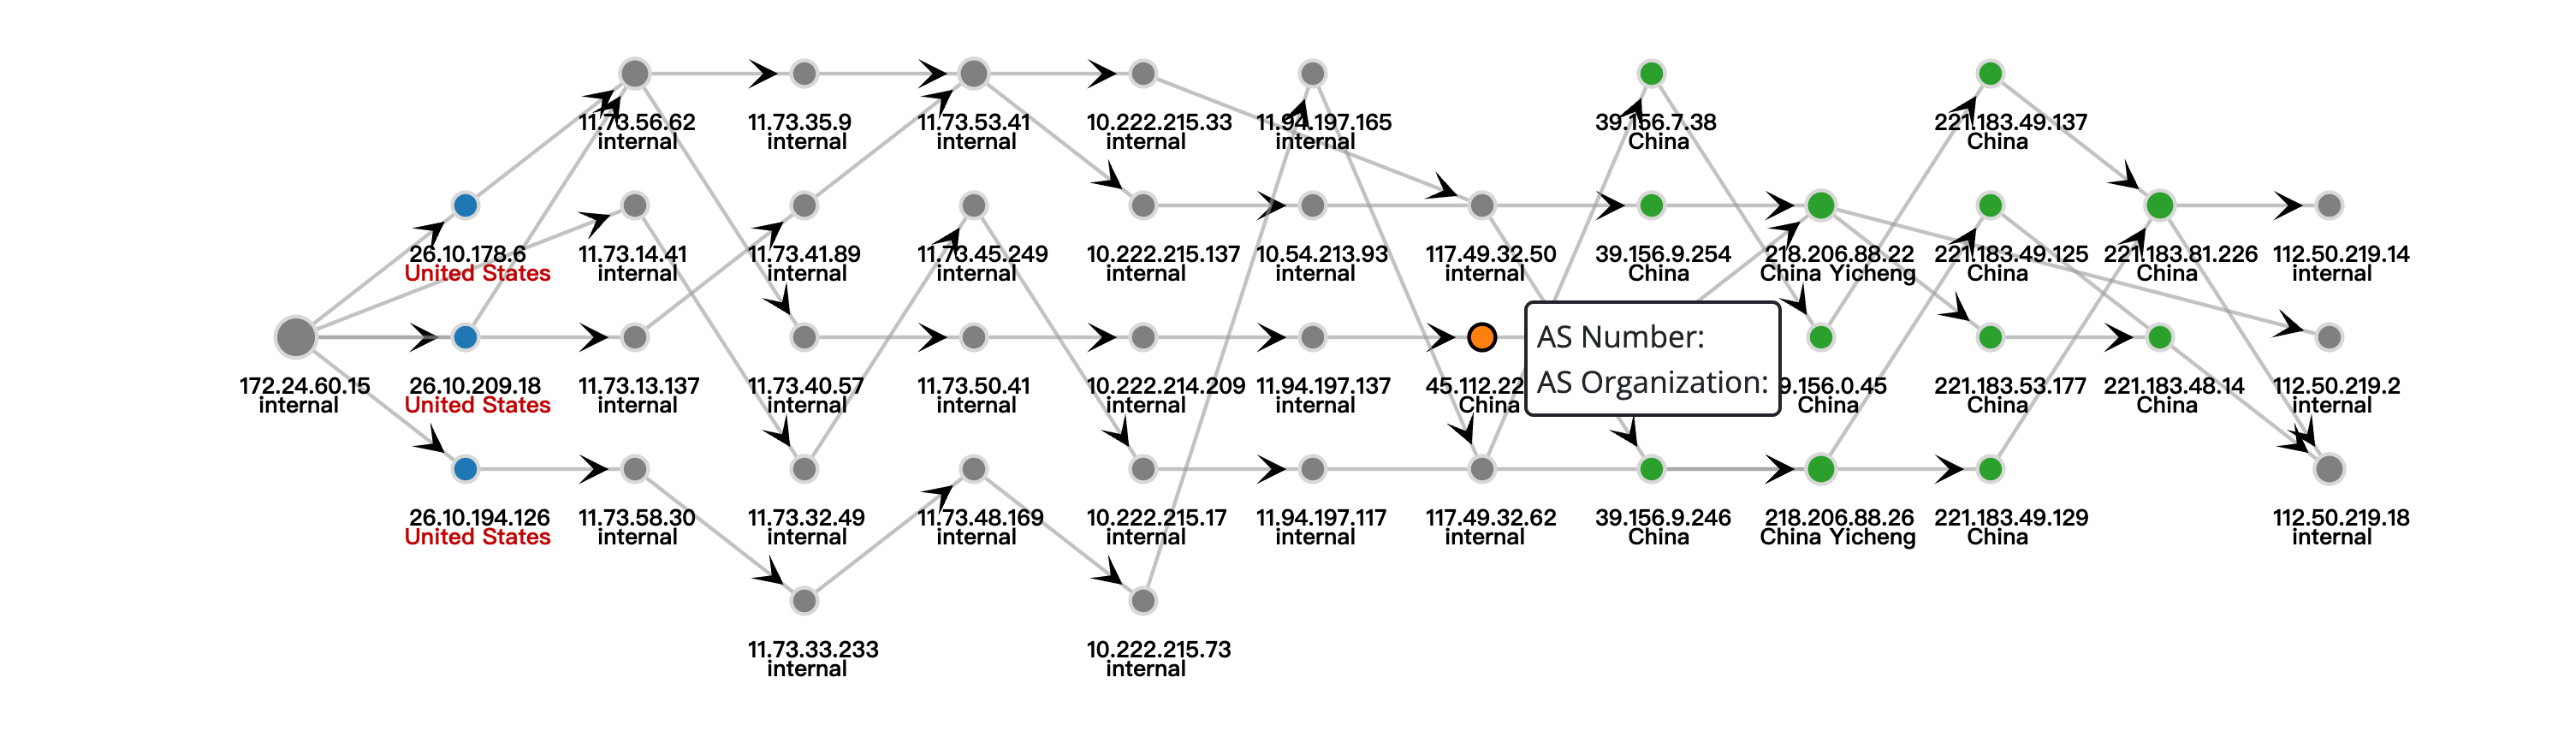 11.73.56.62
internal
11.73.35.9
internal
11.73.53.41
internal
10.222.215.33
internal
11.94.197.165
internal
39.156.7.38
China
221.183.49.137
China
26.10.178.6
United States
11.73.14.41
internal
11.73.41.89
internal
11.73.45.249
internal
10.222.215.137
internal
10.54.213.93
internal
117.49.32.50
internal
39.156.9.254
China
218.206.88.22
China Yicheng
221.183.49.125
China
221.183.81.226
China
112.50.219.14
internal
AS Number:
AS Organization:
172.24.60.15
internal
26.10.209.18
United States
11.73.13.137
internal
11.73.40.57
internal
11.73.50.41
internal
10.222.214.209
internal
11.94.197.137
internal
45.112.22
China
9.156.0.45
China
221.183.53.177
China
221.183.48.14
China
112.50.219.2
internal
26.10.194.126
United States
11.73.58.30
internal
11.73.32.49
internal
11.73.48.169
internal
10.222.215.17
internal
11.94.197.117
internal
117.49.32.62
internal
39.156.9.246
China
218.206.88.26
China Yicheng
221.183.49.129
China
112.50.219.18
internal
11.73.33.233
internal
10.222.215.73
internal